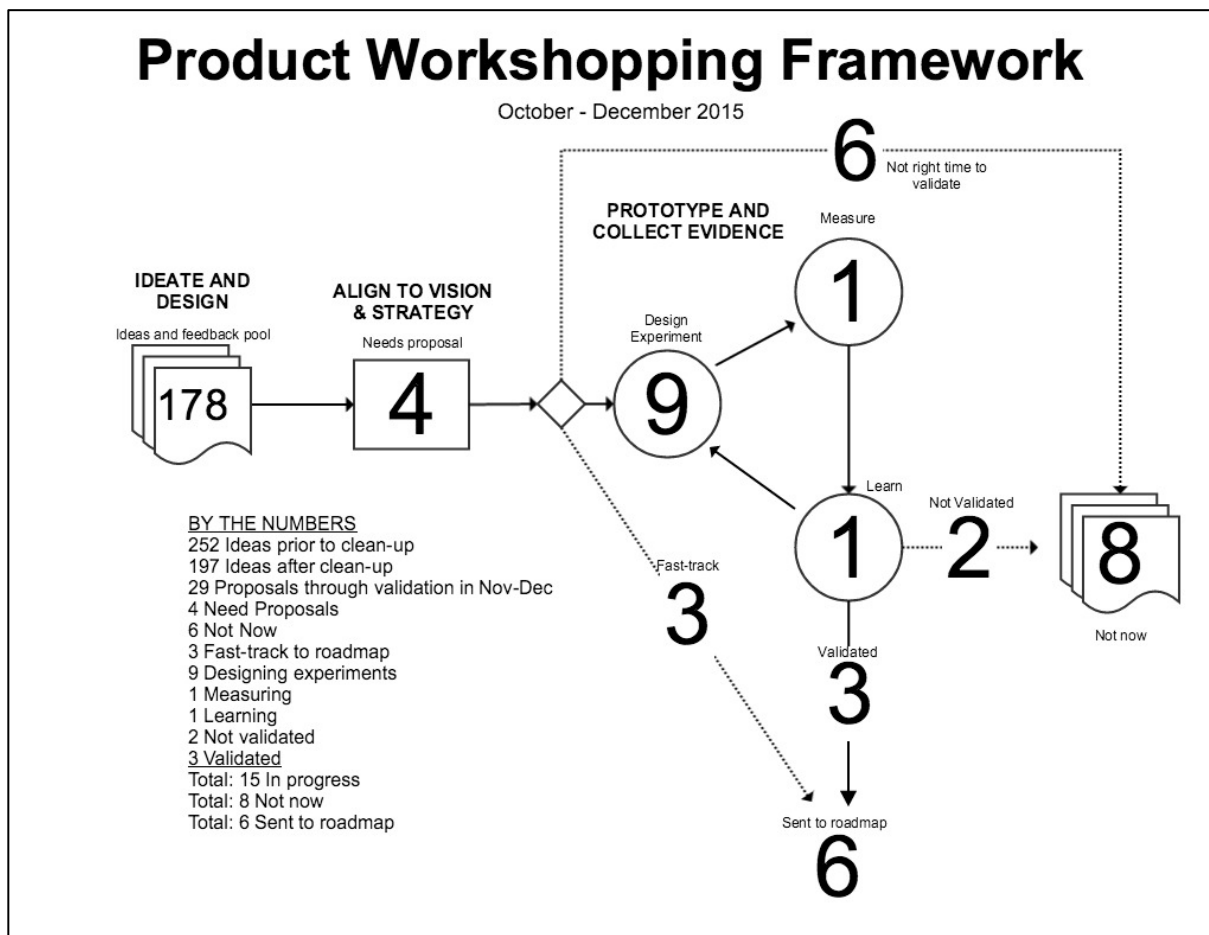 Product Workshopping Framework
October - December 2015
6
Not right time to
validate
PROTOTYPE AND
COLLECT EVIDENCE
Measure
1
IDEATE AND
DESIGN
Ideas and feedback pool
178
ALIGN TO VISION
& STRATEGY
Needs proposal
4
Design
Experiment
9
Learn
1
Not Validated
2
8
Not now
Fast-track
3
Validated
3
Sent to roadmap
6
BY THE NUMBERS
252 Ideas prior to clean-up
197 Ideas after clean-up
29 Proposals through validation in Nov-Dec
4 Need Proposals
6 Not Now
3 Fast-track to roadmap
9 Designing experiments
1 Measuring
1 Learning
2 Not validated
3 Validated
Total: 15 In progress
Total: 8 Not now
Total: 6 Sent to roadmap